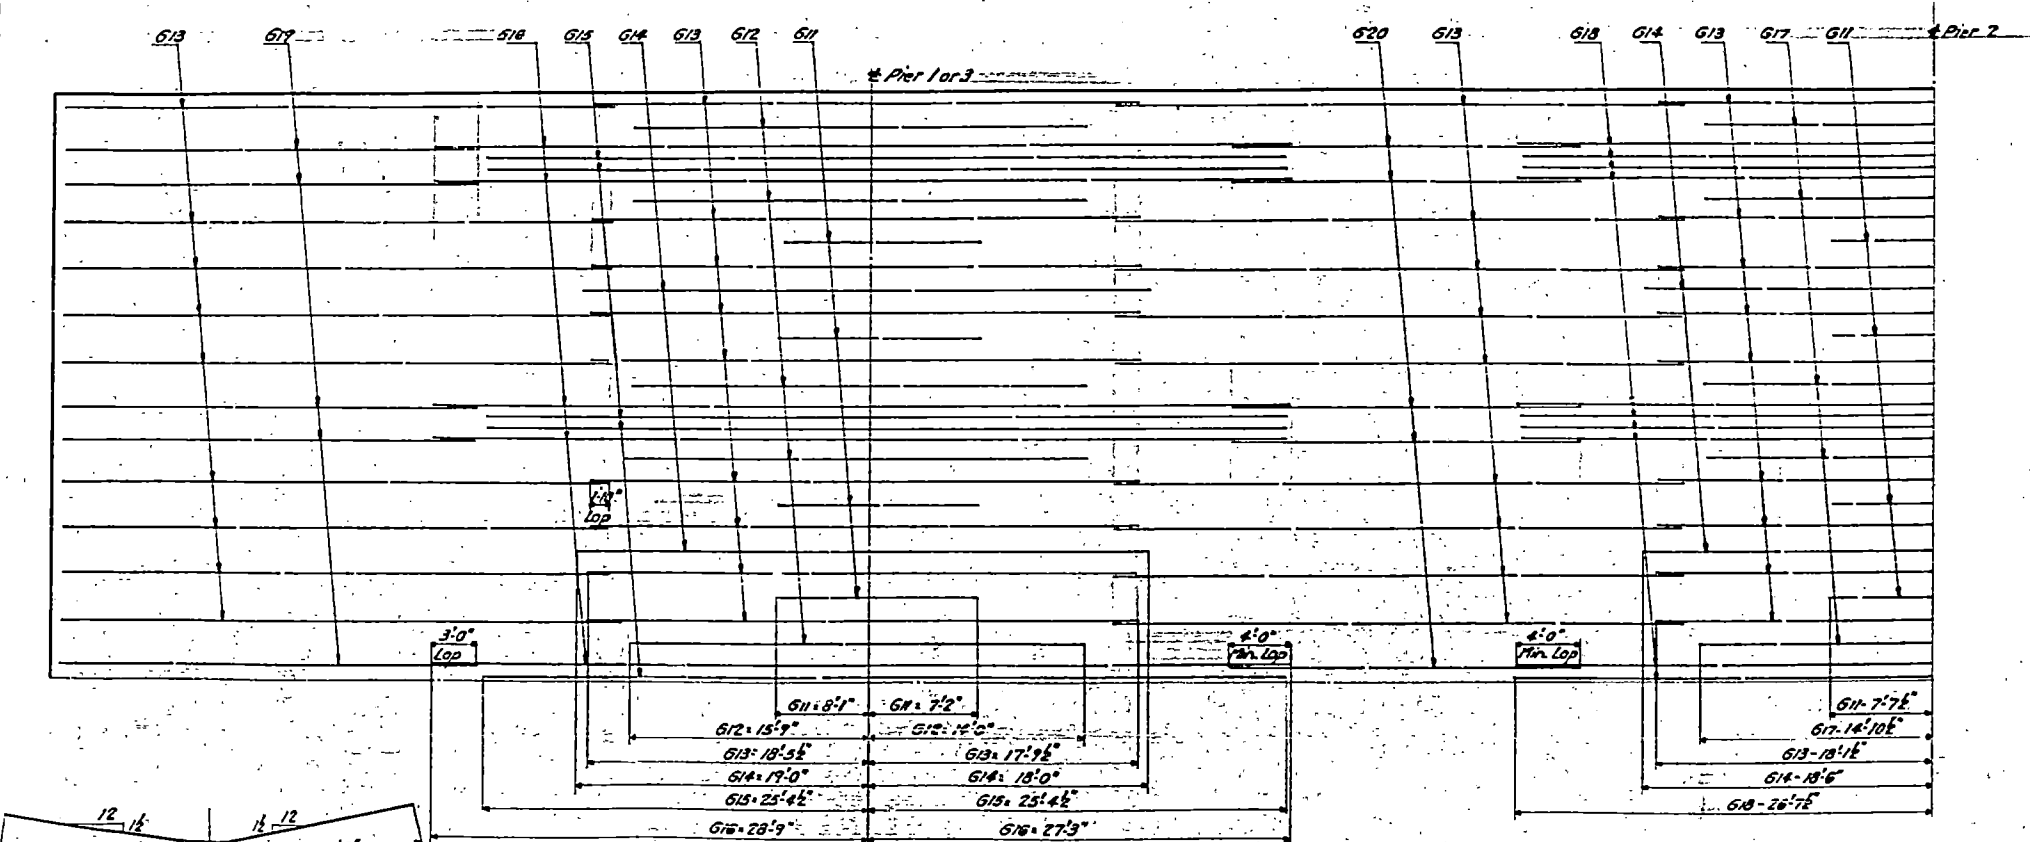 G13
G19
G16
G15
G14
G13
G12
G11
G20
G13
G18
G14
G13
G17
G11
℄ Pier 2
℄ Pier 1 or 3
1'-10"
Lap
3'-0"
Lap
4'-0"
Min. Lap
4'-0"
Min. Lap
G11 = 8'-1"
G11 = 7'-2"
G11 - 7'-7½"
G12 = 15'-9"
G12 = 14'-0"
G17 - 14'-10½"
G13 = 18'-5½"
G13 = 17'-9½"
G13 - 18'-1½"
G14 = 19'-0"
G14 = 18'-0"
G14 - 18'-6"
G15 = 25'-4½"
G15 = 25'-4½"
G18 - 26'-7½"
G16 = 28'-9"
G16 = 27'-3"
12
1½
1½
12